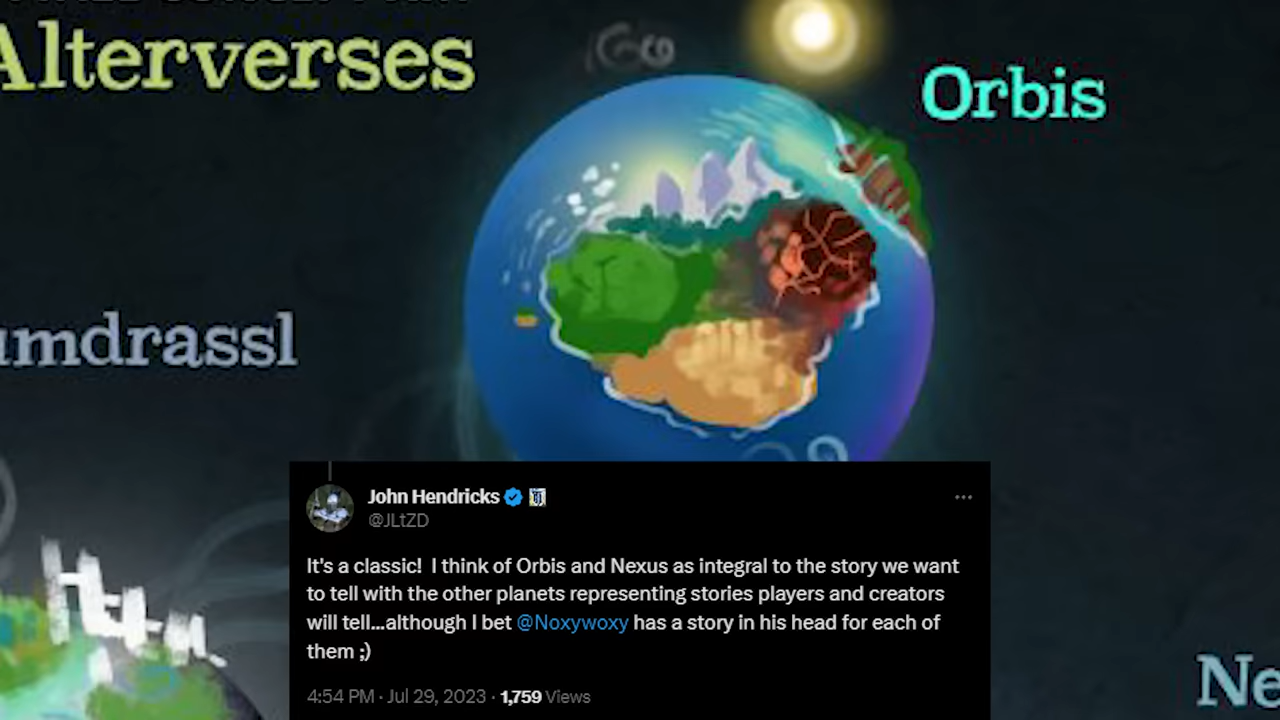 Alterverses
Orbis
umdrassl
John Hendricks
@JLtZD
It's a classic!  I think of Orbis and Nexus as integral to the story we want
to tell with the other planets representing stories players and creators
will tell...although I bet @Noxywoxy has a story in his head for each of
them ;)
Ne
4:54 PM · Jul 29, 2023 · 1,759 Views